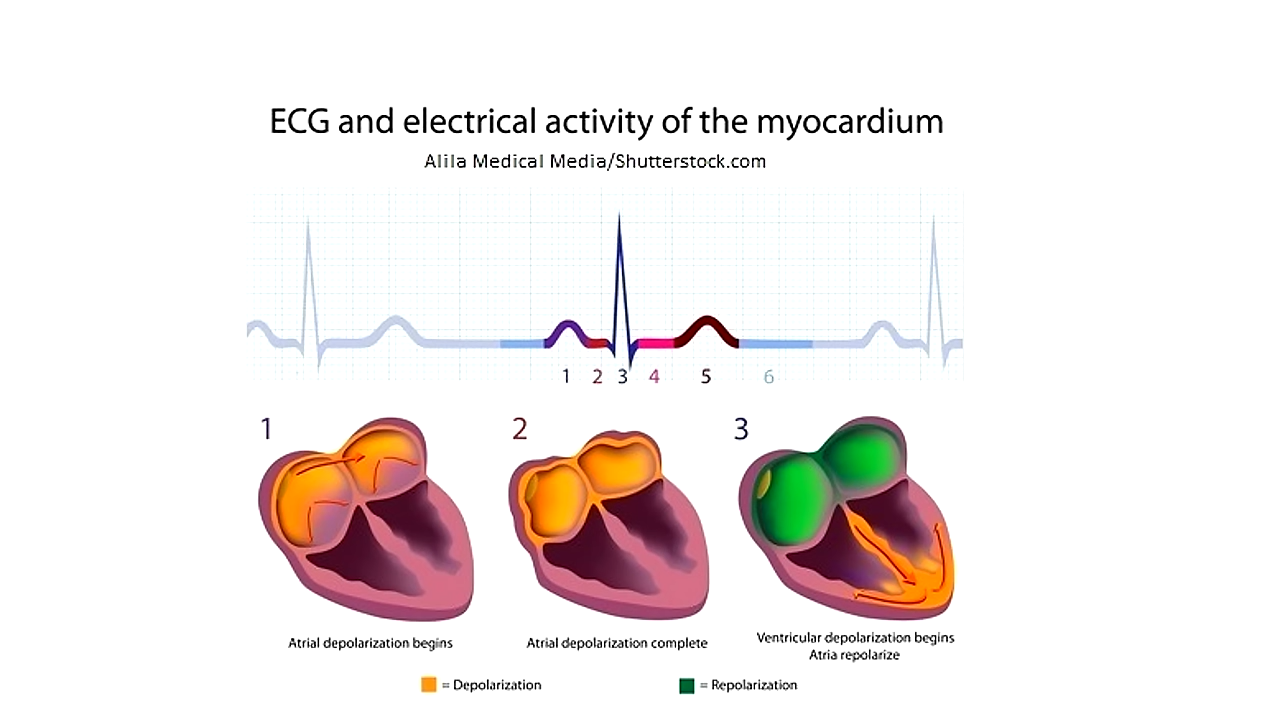 ECG and electrical activity of the myocardium
Alila Medical Media/Shutterstock.com
1 2 3 4 5 6
1 2 3
Atrial depolarization begins
Atrial depolarization complete
Ventricular depolarization begins
Atria repolarize
= Depolarization
= Repolarization